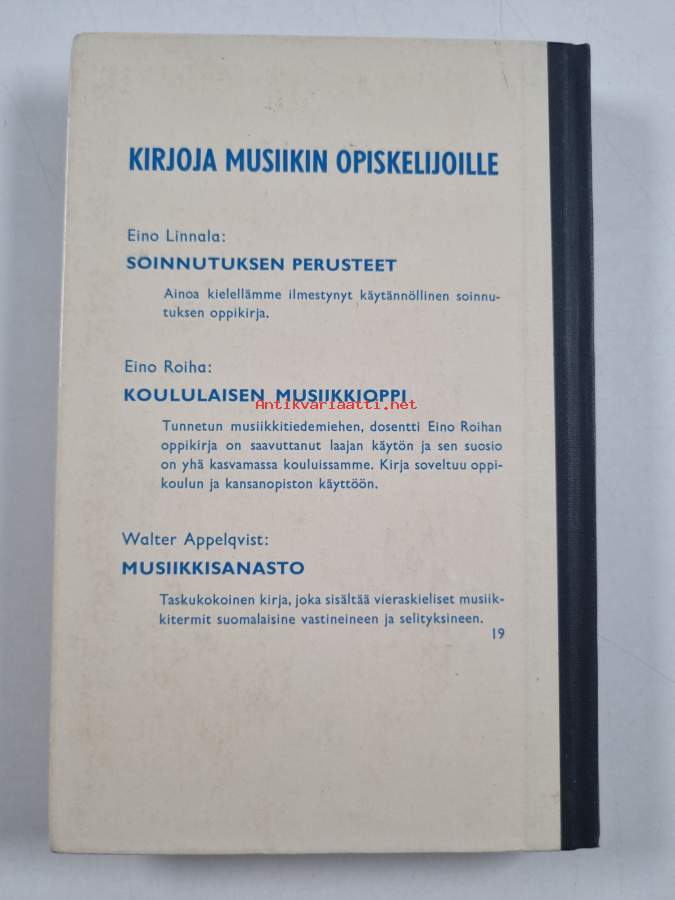 KIRJOJA MUSIIKIN OPISKELIJOILLE
Eino Linnala:
SOINNUTUKSEN PERUSTEET
Ainoa kielellämme ilmestynyt käytännöllinen soinnu-
tuksen oppikirja.
Eino Roiha:
KOULULAISEN MUSIIKKIOPPI
Antikvariaatti.net
Tunnetun musiikkitiedemiehen, dosentti Eino Roihan
oppikirja on saavuttanut laajan käytön ja sen suosio
on yhä kasvamassa kouluissamme. Kirja soveltuu oppi-
koulun ja kansanopiston käyttöön.
Walter Appelqvist:
MUSIIKKISANASTO
Taskukokoinen kirja, joka sisältää vieraskieliset musiik-
kitermit suomalaisine vastineineen ja selityksineen.
19